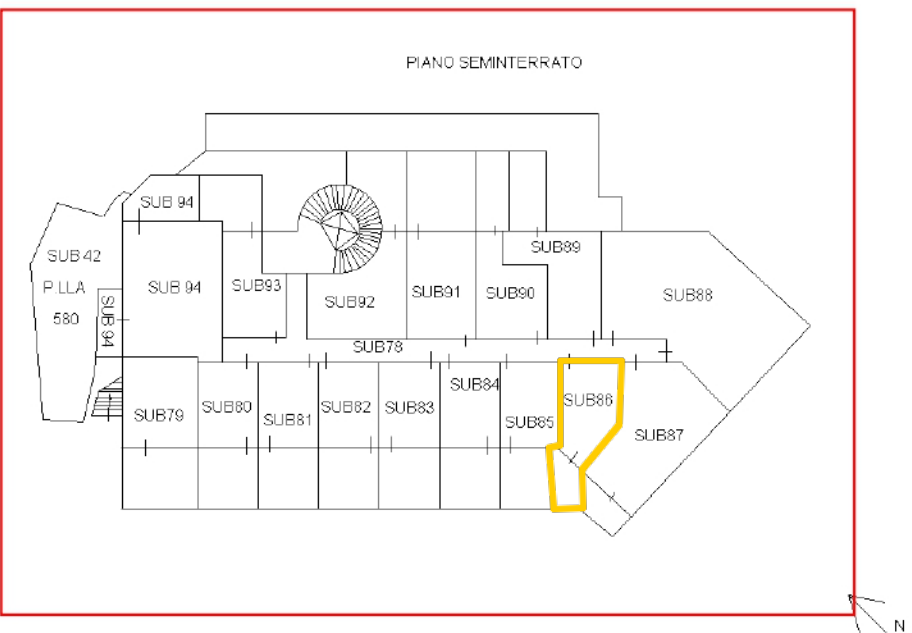 PIANO SEMINTERRATO
SUB 94
SUB 42
P.LLA
580
SUB 94
SUB 94
SUB93
SUB92
SUB91
SUB90
SUB89
SUB88
SUB78
SUB79
SUB80
SUB81
SUB82
SUB83
SUB84
SUB85
SUB86
SUB87
N